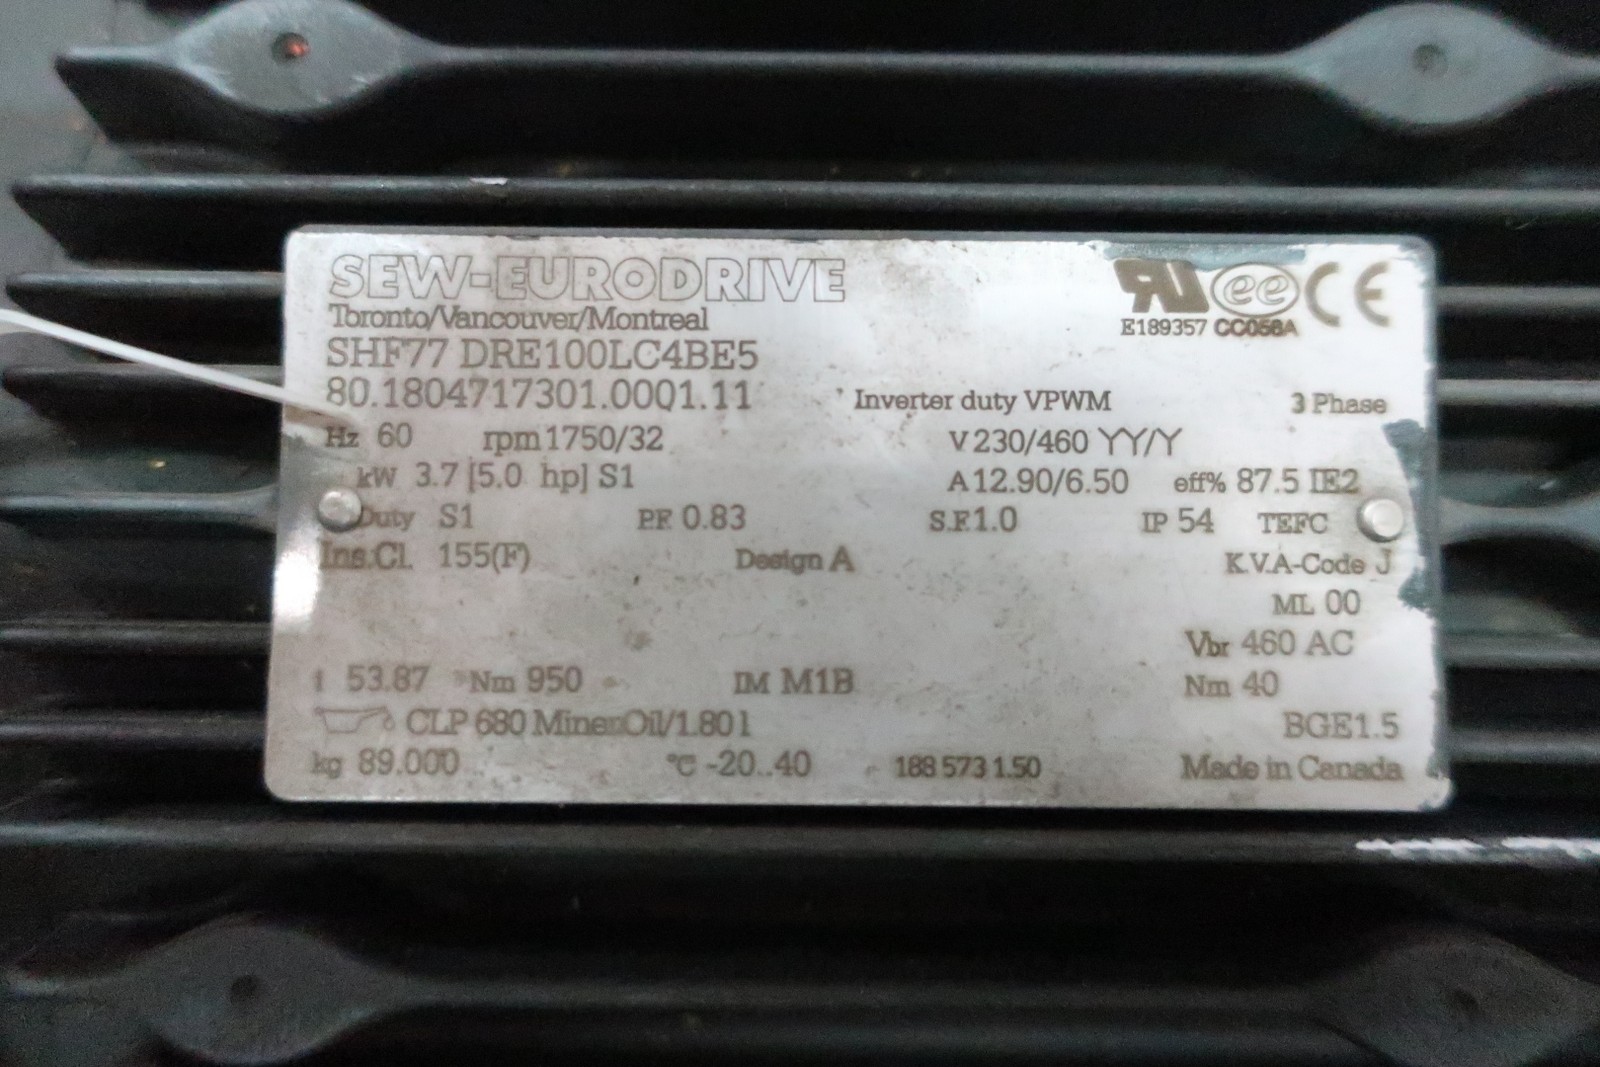 SEW-EURODRIVE
Toronto/Vancouver/Montreal
E189357 CC056A
SHF77 DRE100LC4BE5
80.1804717301.0001.11 Inverter duty VPWM 3 Phase
Hz 60 rpm 1750/32 V 230/460 YY/Y
kW 3.7 [5.0 hp] S1 A 12.90/6.50 eff% 87.5 IE2
Duty S1 P.F. 0.83 S.F. 1.0 IP 54 TEFC
Ins.Cl. 155(F) Design A K.V.A-Code J
ML 00
Vbr 460 AC
i 53.87 Nm 950 IM M1B Nm 40
CLP 680 Miner.Oil/1.80 l BGE1.5
kg 89.000 °C -20..40 188 573 1.50 Made in Canada